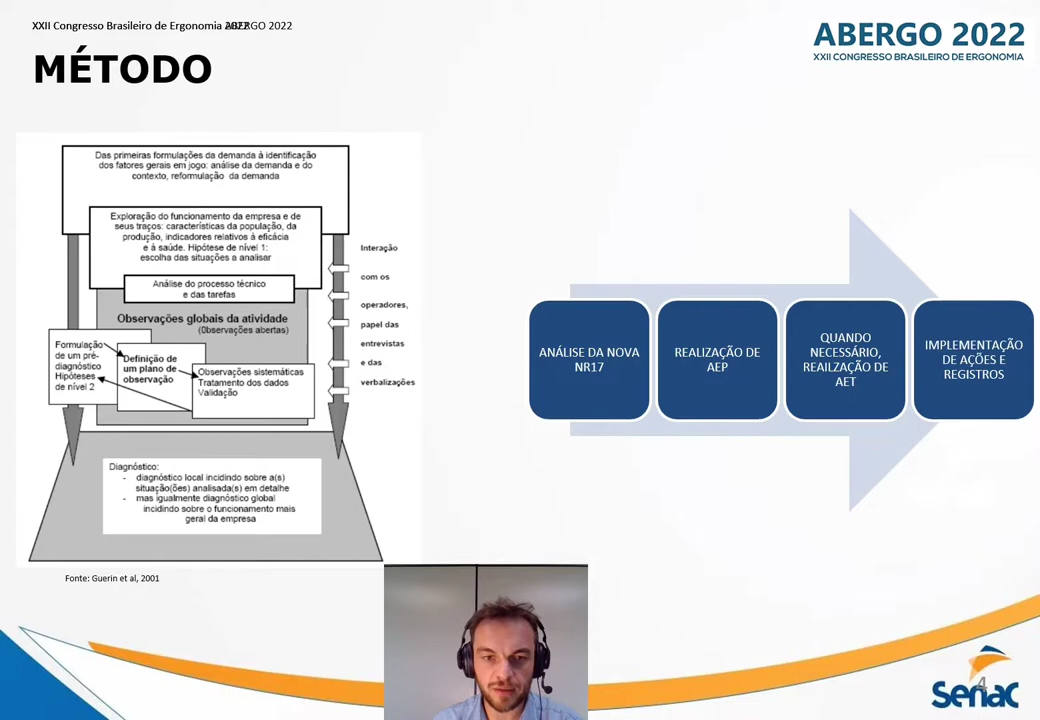 XXII Congresso Brasileiro de Ergonomia ABERGO 2022
ABERGO 2022
XXII CONGRESSO BRASILEIRO DE ERGONOMIA
MÉTODO
Das primeiras formulações da demanda à identificação
dos fatores gerais em jogo: análise da demanda e do
contexto, reformulação da demanda
Exploração do funcionamento da empresa e de
seus traços: características da população, da
produção, indicadores relativos à eficácia
e à saúde. Hipótese de nível 1:
escolha das situações a analisar
Análise do processo técnico
e das tarefas
Observações globais da atividade
(Observações abertas)
Formulação
de um pré-
diagnóstico
Hipóteses
de nível 2
Definição de
um plano de
observação
Observações sistemáticas
Tratamento dos dados
Validação
Interação
com os
operadores,
papel das
entrevistas
e das
verbalizações
Diagnóstico:
- diagnóstico local incidindo sobre a(s)
situação(ões) analisada(s) em detalhe
- mas igualmente diagnóstico global
incidindo sobre o funcionamento mais
geral da empresa
Fonte: Guerin et al, 2001
ANÁLISE DA NOVA
NR17
REALIZAÇÃO DE
AEP
QUANDO
NECESSÁRIO,
REAILZAÇÃO DE
AET
IMPLEMENTAÇÃO
DE AÇÕES E
REGISTROS
4
Senac